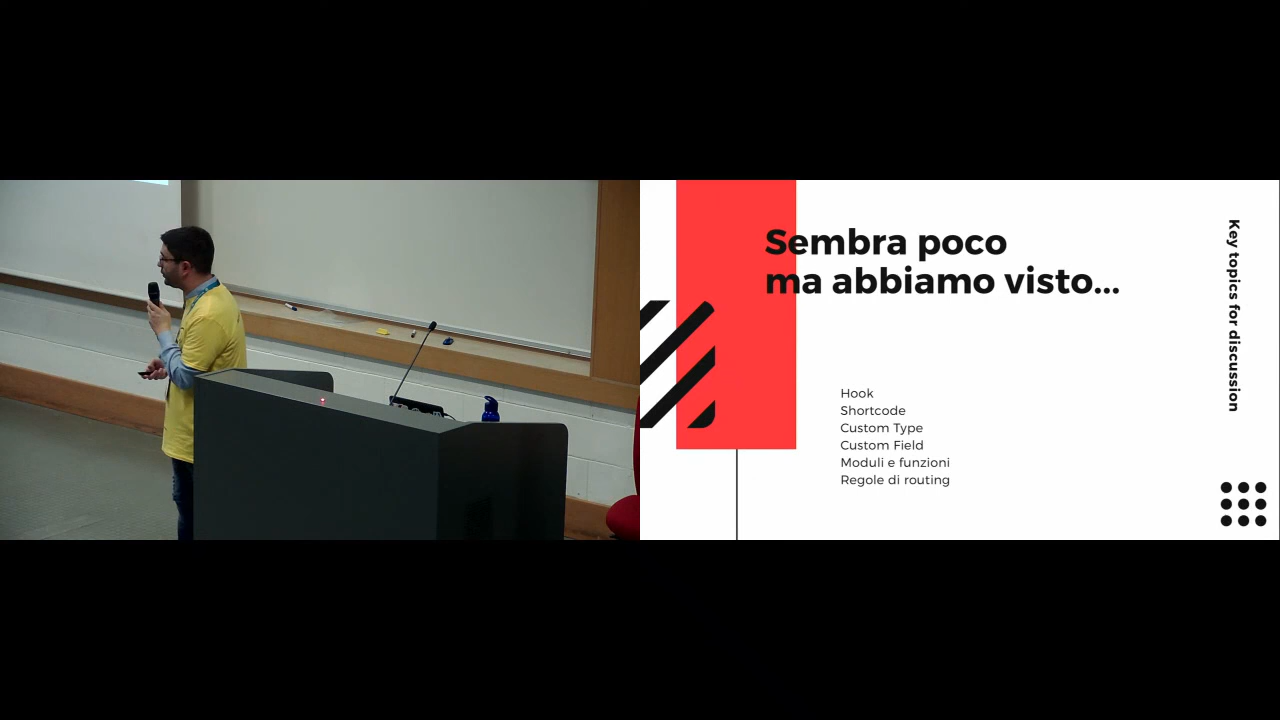 Sembra poco
ma abbiamo visto...
Key topics for discussion
Hook
Shortcode
Custom Type
Custom Field
Moduli e funzioni
Regole di routing